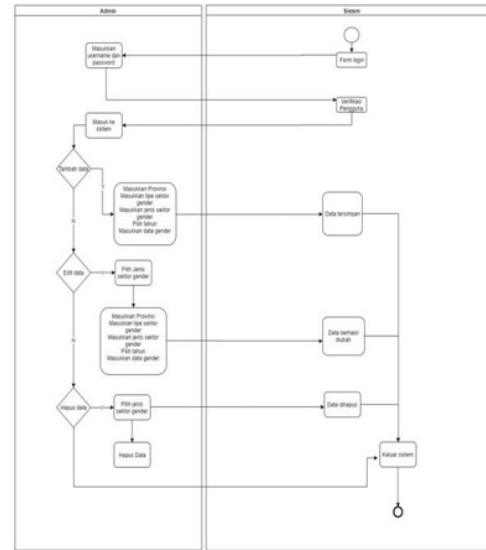 Admin
Sistem
Masukkan
username dan
password
Form login
Verifikasi
Pengguna
Masuk ke
sistem
Tambah data
Y
Masukkan Provinsi
Masukkan tipe sektor
gender
Masukkan jenis sektor
gender
Pilih tahun
Masukkan data gender
Data tersimpan
N
Edit data
Pilih Jenis
sektor gender
Masukkan Provinsi
Masukkan tipe sektor
gender
Masukkan jenis sektor
gender
Pilih tahun
Masukkan data gender
Data berhasil
diubah
N
Hapus data
Pilih jenis
sektor gender
Data dihapus
Hapus Data
Keluar sistem